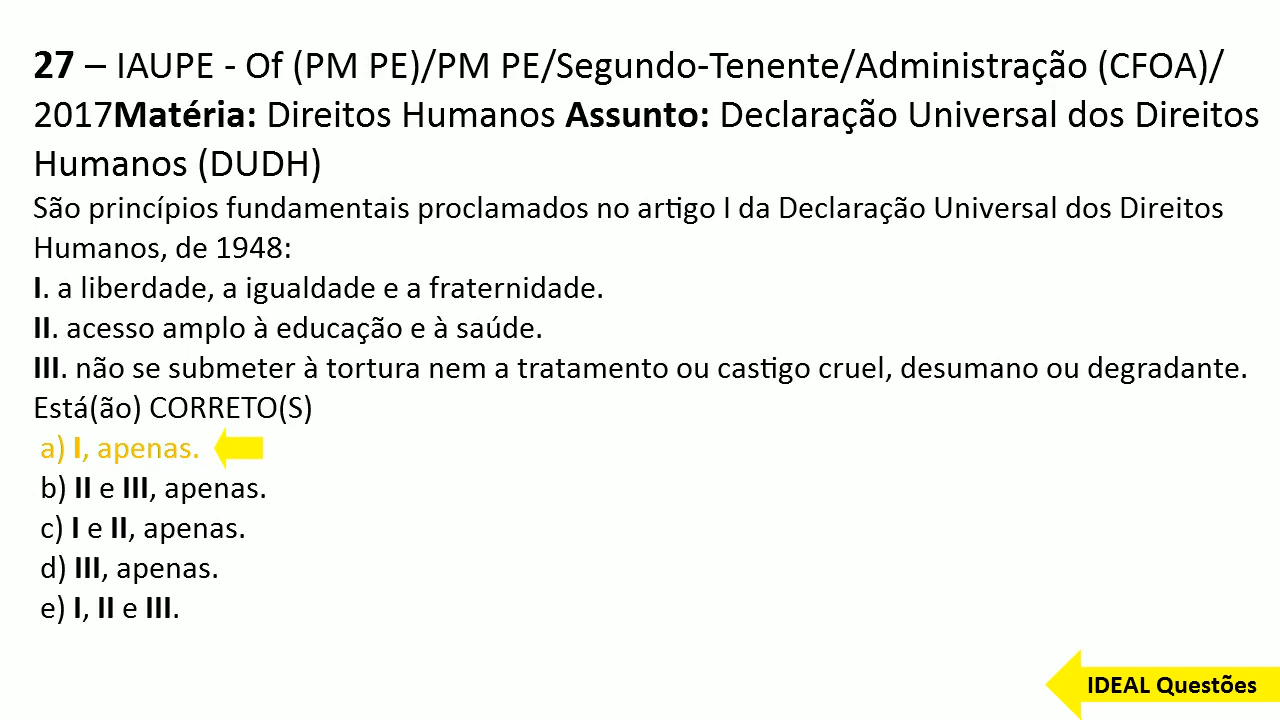 27 – IAUPE - Of (PM PE)/PM PE/Segundo-Tenente/Administração (CFOA)/
2017Matéria: Direitos Humanos Assunto: Declaração Universal dos Direitos
Humanos (DUDH)
São princípios fundamentais proclamados no artigo I da Declaração Universal dos Direitos
Humanos, de 1948:
I. a liberdade, a igualdade e a fraternidade.
II. acesso amplo à educação e à saúde.
III. não se submeter à tortura nem a tratamento ou castigo cruel, desumano ou degradante.
Está(ão) CORRETO(S)
a) I, apenas.
b) II e III, apenas.
c) I e II, apenas.
d) III, apenas.
e) I, II e III.
IDEAL Questões